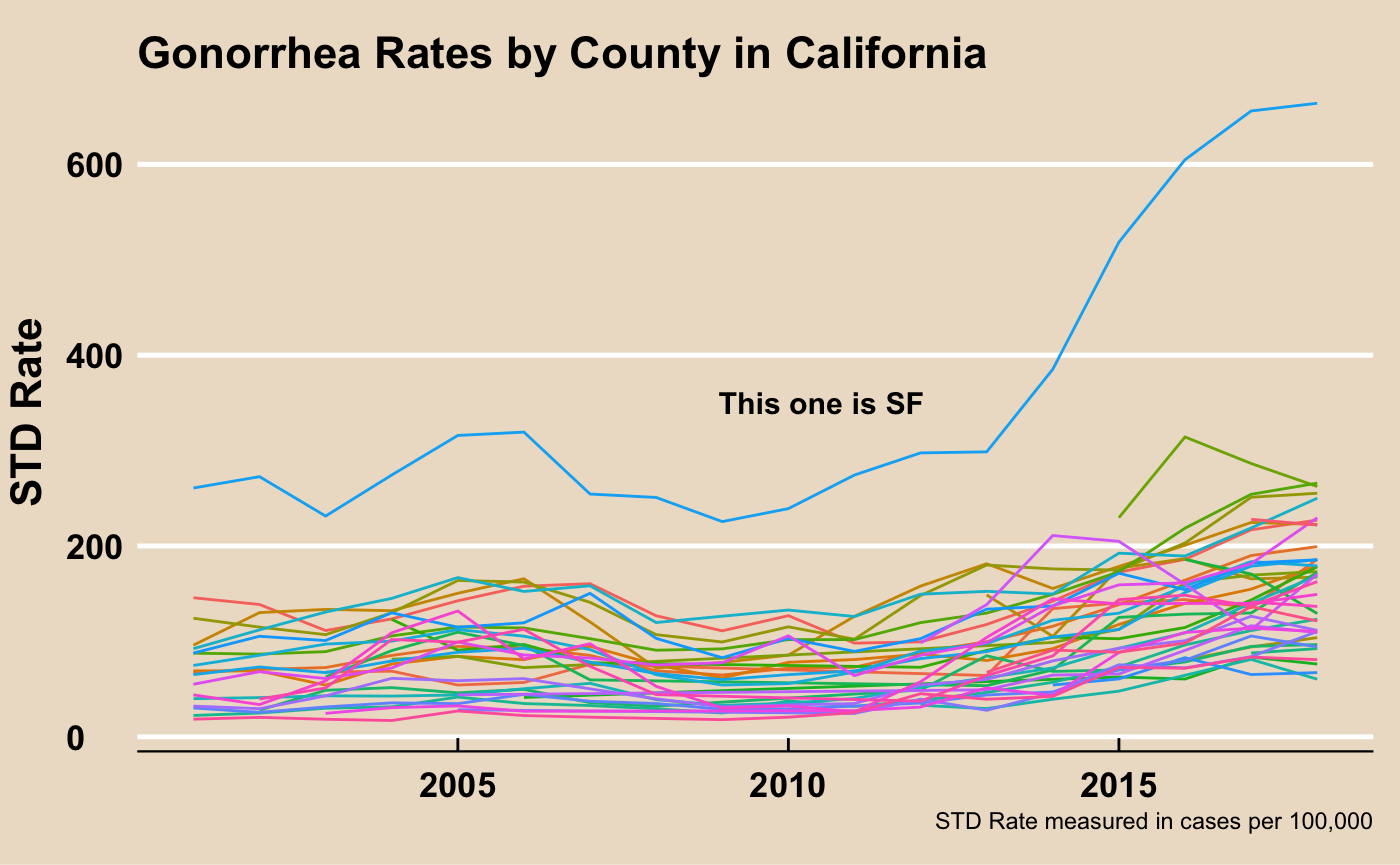 Gonorrhea Rates by County in California
STD Rate
600
400
This one is SF
200
0
2005 2010 2015
STD Rate measured in cases per 100,000